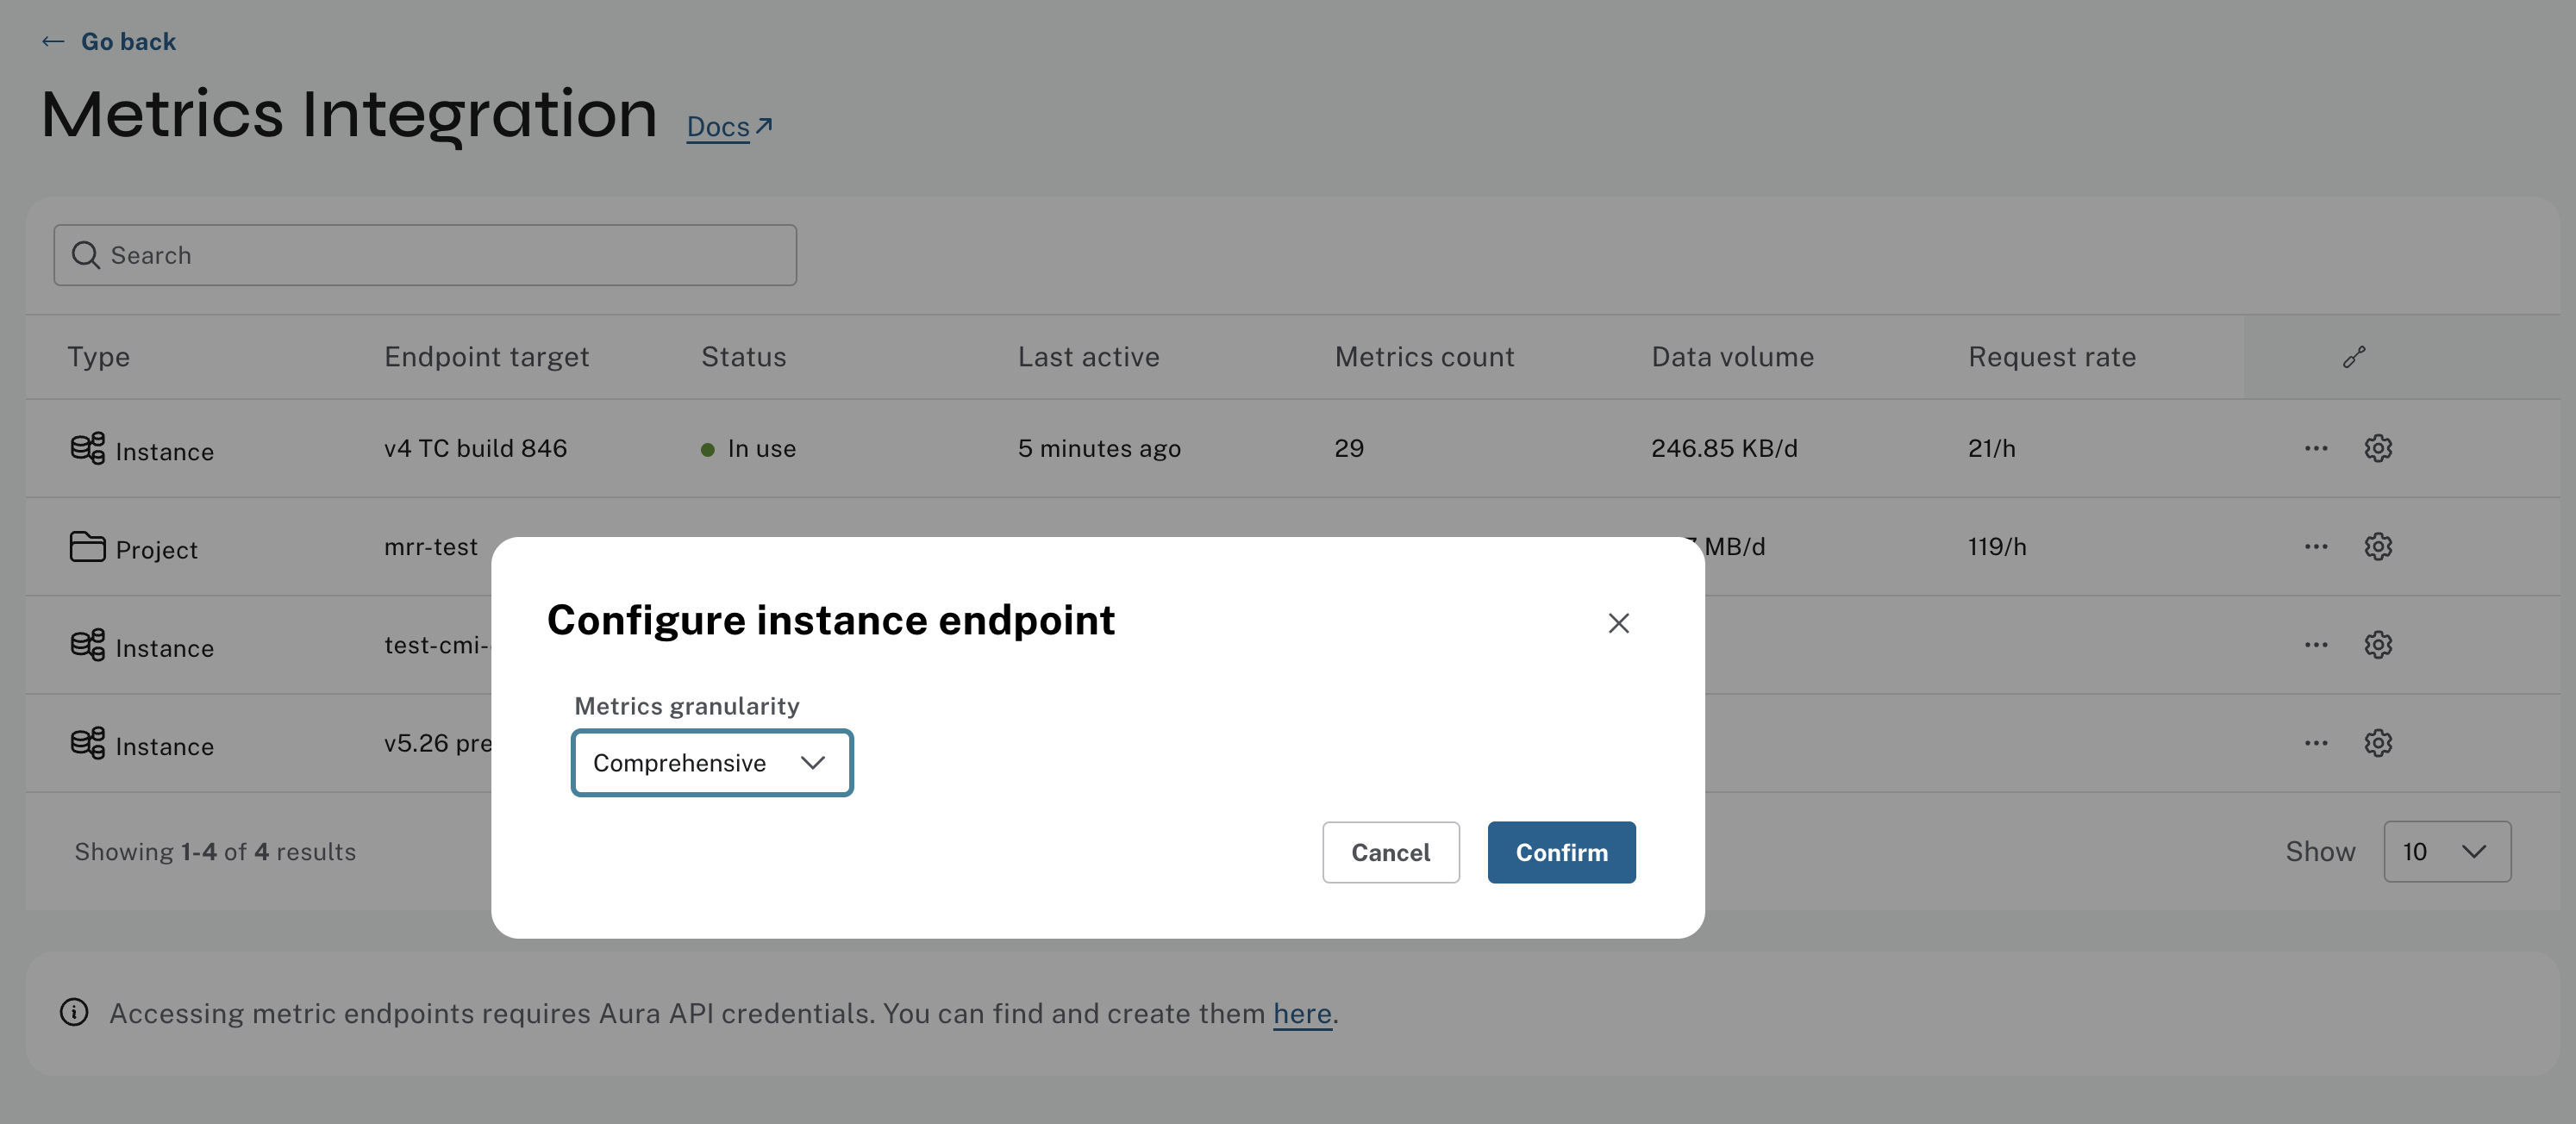 Go back
Metrics Integration Docs
Search
Type Endpoint target Status Last active Metrics count Data volume Request rate
Instance v4 TC build 846 In use 5 minutes ago 29 246.85 KB/d 21/h
Project mrr-test MB/d 119/h
Configure instance endpoint
Instance test-cmi-
Metrics granularity
Instance v5.26 pre
Comprehensive
Showing 1-4 of 4 results Cancel Confirm Show 10
Accessing metric endpoints requires Aura API credentials. You can find and create them here.